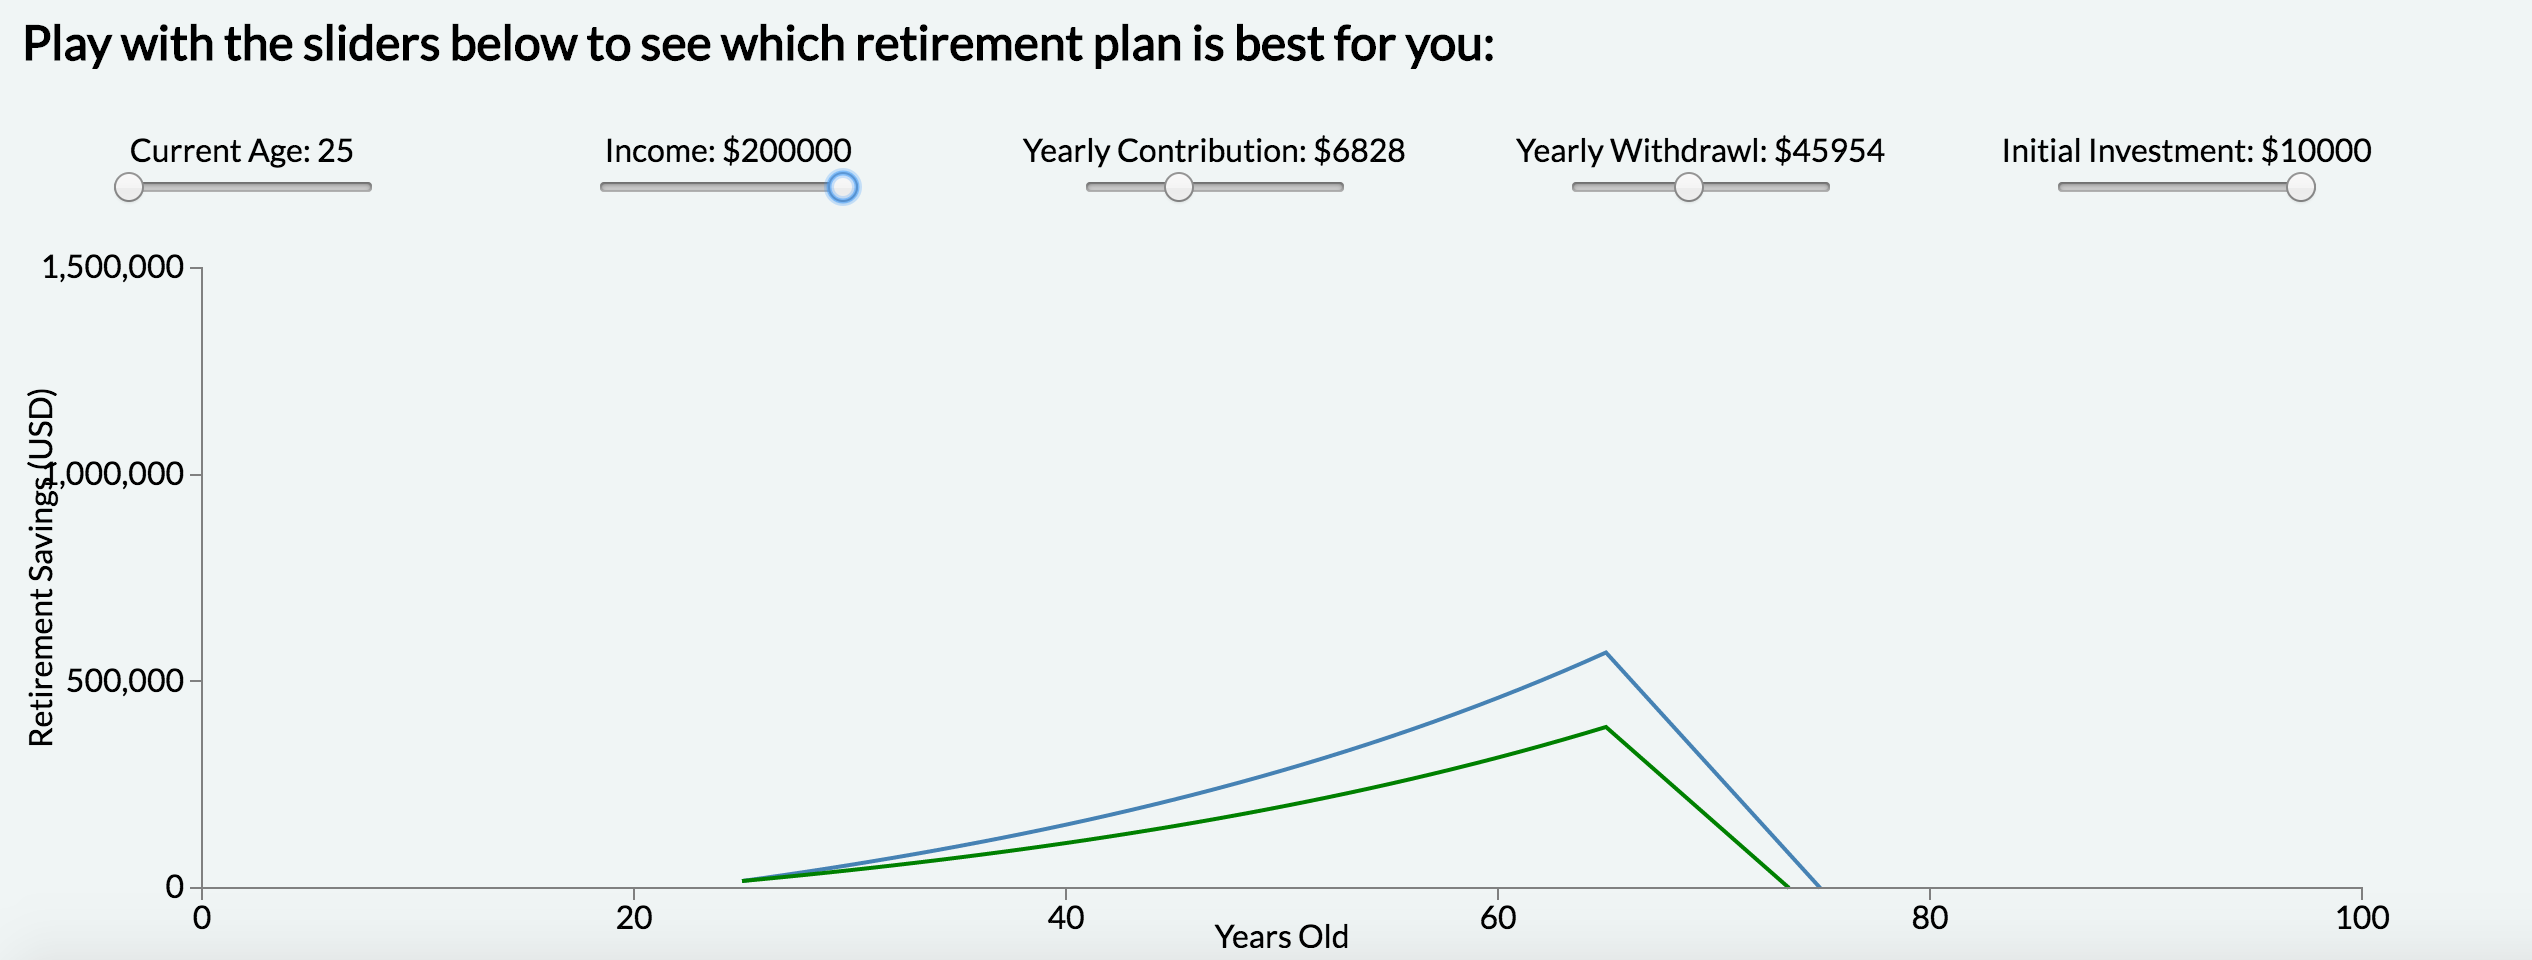 Play with the sliders below to see which retirement plan is best for you:
Current Age: 25
Income: $200000
Yearly Contribution: $6828
Yearly Withdrawl: $45954
Initial Investment: $10000
1,500,000
1,000,000
500,000
0
Retirement Savings (USD)
0
20
40
60
80
100
Years Old